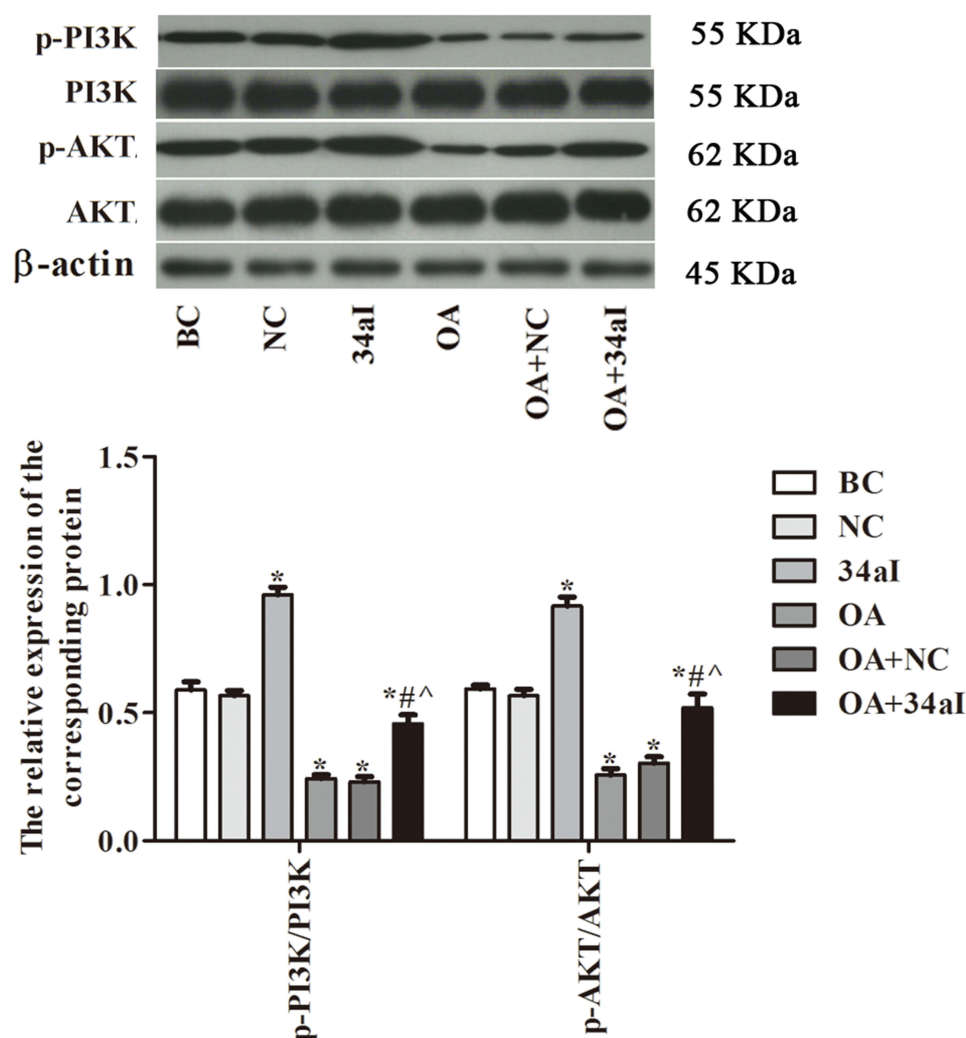 p-PI3K 55 KDa
PI3K 55 KDa
p-AKT 62 KDa
AKT 62 KDa
β-actin 45 KDa
BC NC 34aI OA OA+NC OA+34aI
The relative expression of the
corresponding protein
1.5
1.0
0.5
0.0
* * * *#^
* * * *#^
p-PI3K/PI3K
p-AKT/AKT
BC
NC
34aI
OA
OA+NC
OA+34aI